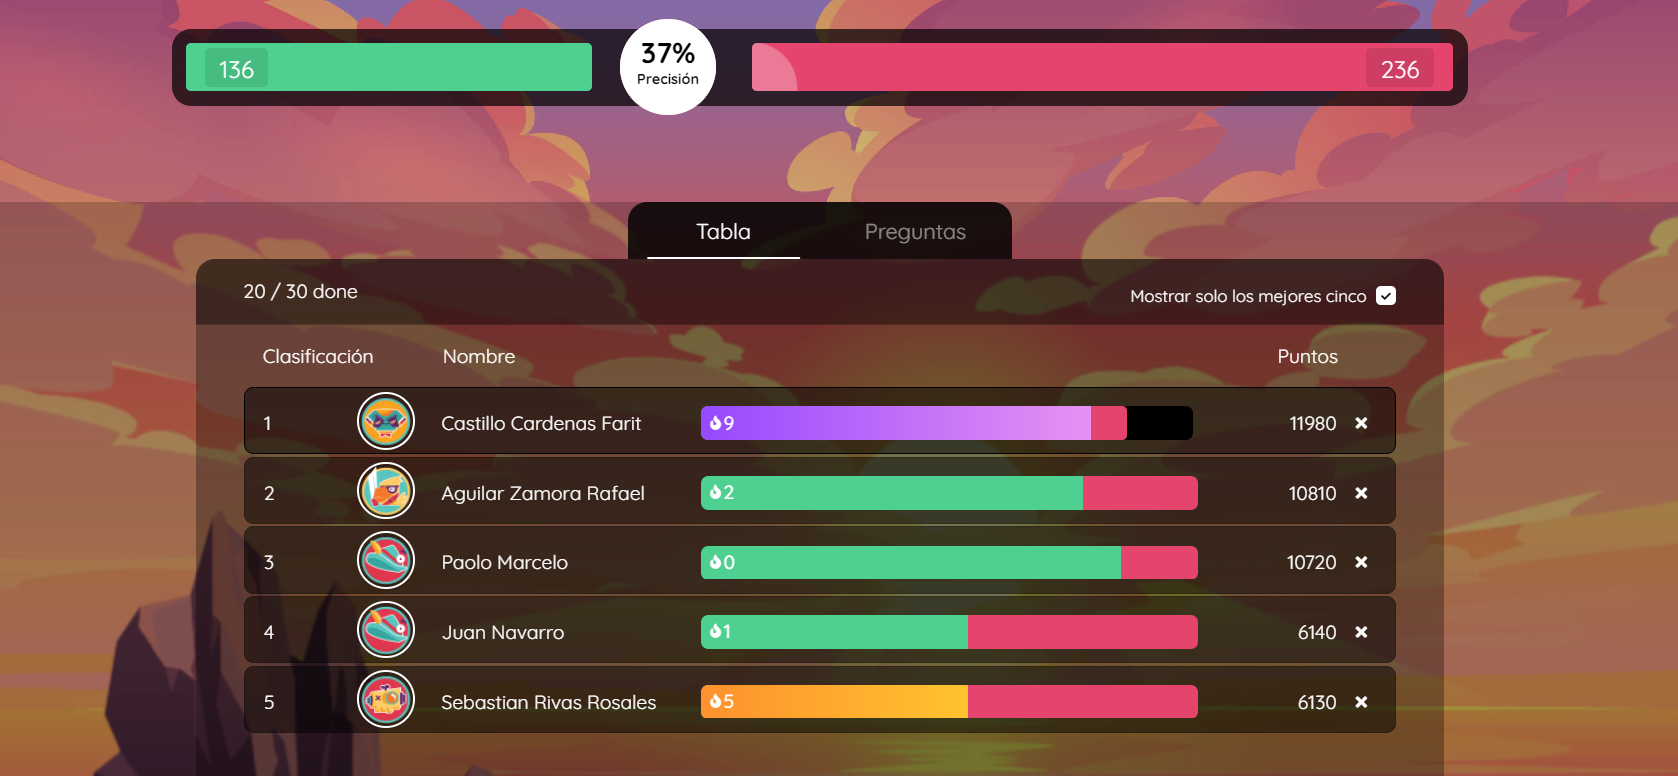 136
37%
Precisión
236
Tabla
Preguntas
20 / 30 done
Mostrar solo los mejores cinco
Clasificación Nombre Puntos
1 Castillo Cardenas Farit 9 11980
2 Aguilar Zamora Rafael 2 10810
3 Paolo Marcelo 0 10720
4 Juan Navarro 1 6140
5 Sebastian Rivas Rosales 5 6130